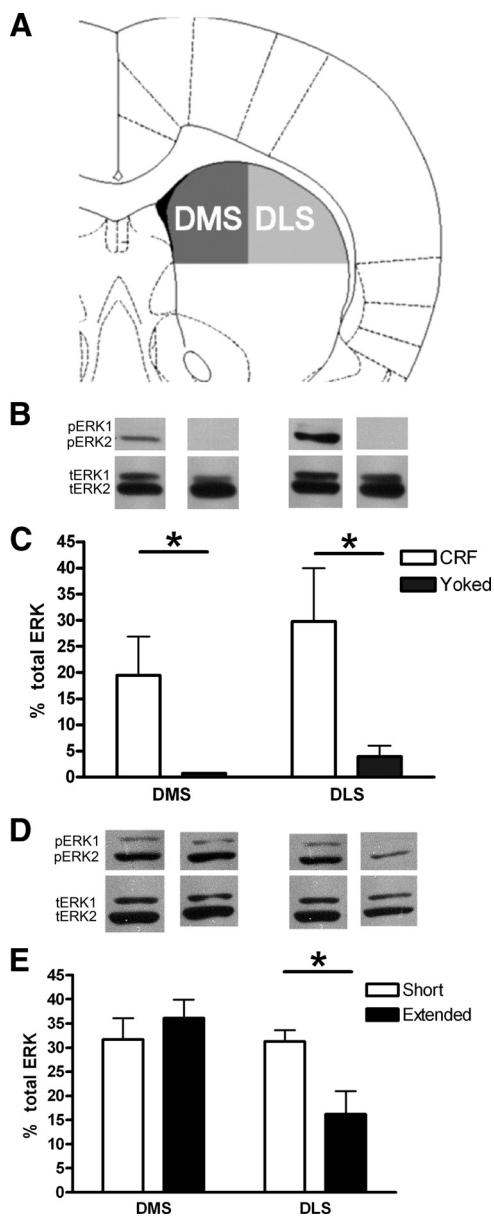 A
DMS DLS
B
pERK1
pERK2
tERK1
tERK2
C
45
40
35
30
25
20
15
10
5
0
% total ERK
*
*
CRF
Yoked
DMS
DLS
D
pERK1
pERK2
tERK1
tERK2
E
45
40
35
30
25
20
15
10
5
0
% total ERK
*
Short
Extended
DMS
DLS